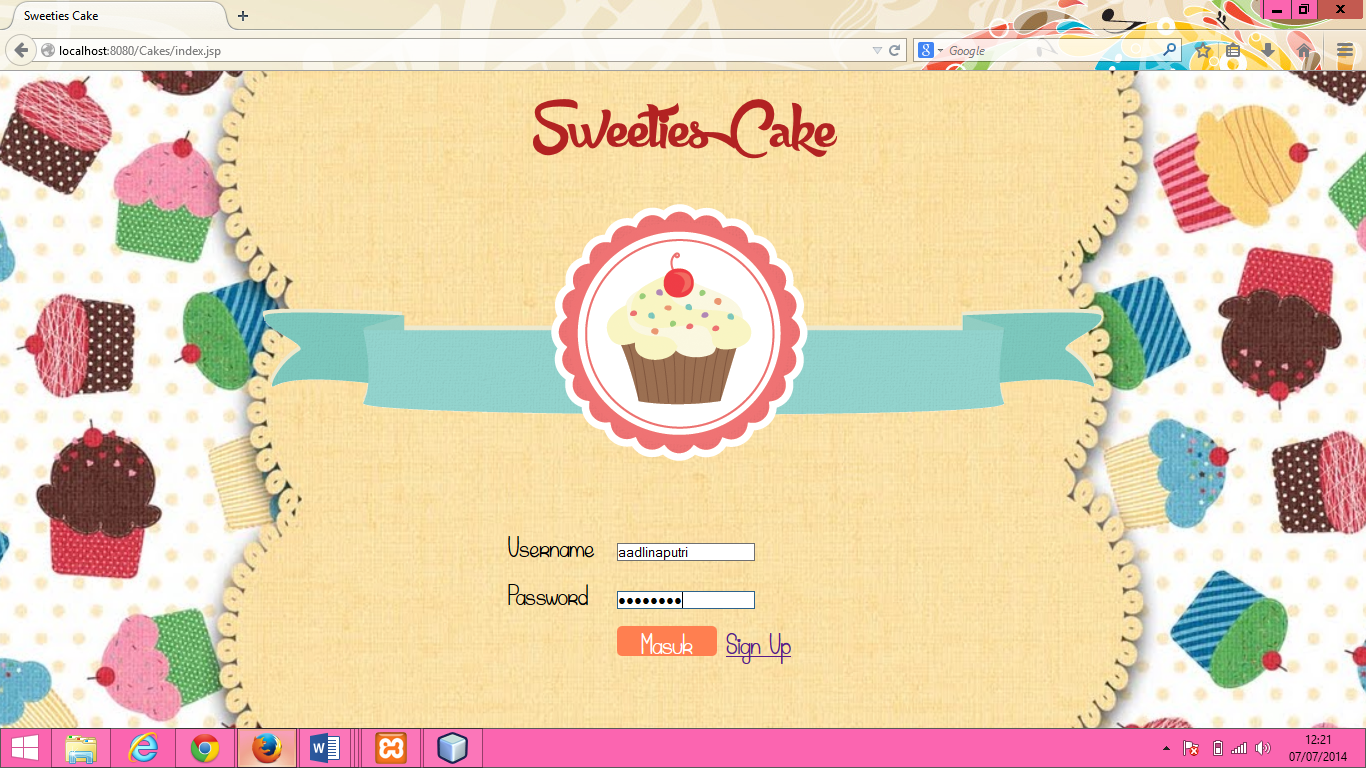 Sweeties Cake
localhost:8080/Cakes/index.jsp
Google
Sweeties Cake
Username aadlinaputri
Password ••••••••
Masuk Sign Up
12:21
07/07/2014